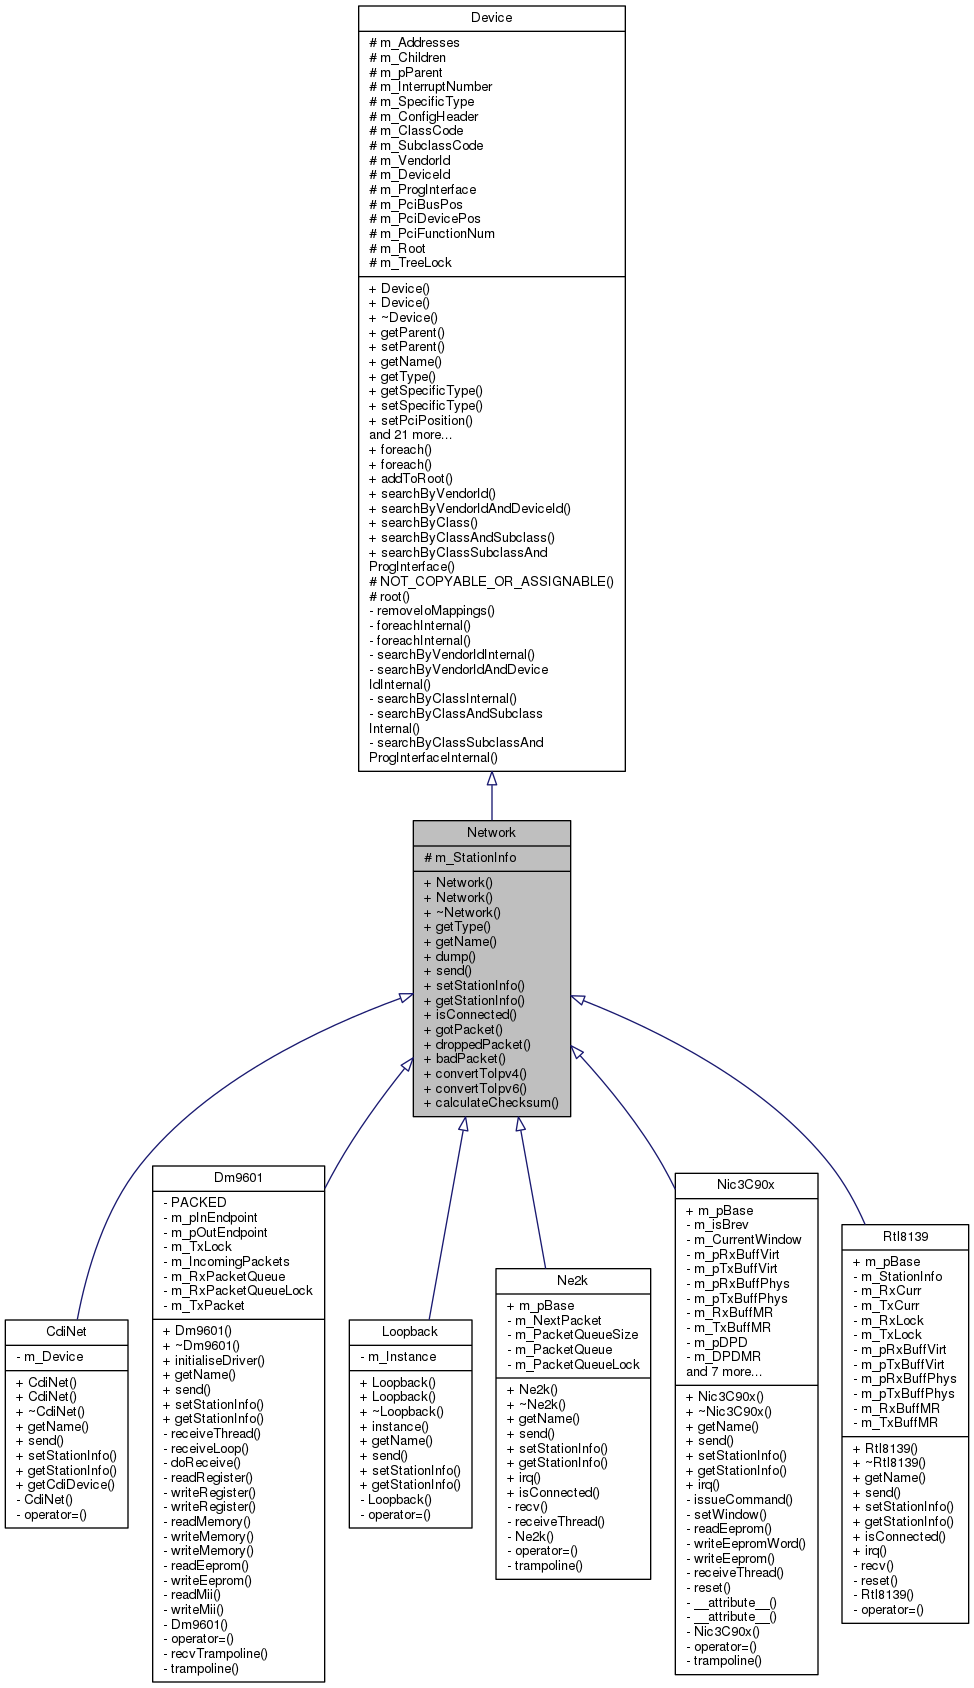 Device
# m_Addresses
# m_Children
# m_pParent
# m_InterruptNumber
# m_SpecificType
# m_ConfigHeader
# m_ClassCode
# m_SubclassCode
# m_VendorId
# m_DeviceId
# m_ProgInterface
# m_PciBusPos
# m_PciDevicePos
# m_PciFunctionNum
# m_Root
# m_TreeLock
+ Device()
+ Device()
+ ~Device()
+ getParent()
+ setParent()
+ getName()
+ getType()
+ getSpecificType()
+ setSpecificType()
+ setPciPosition()
and 21 more...
+ foreach()
+ foreach()
+ addToRoot()
+ searchByVendorId()
+ searchByVendorIdAndDeviceId()
+ searchByClass()
+ searchByClassAndSubclass()
+ searchByClassSubclassAnd
ProgInterface()
# NOT_COPYABLE_OR_ASSIGNABLE()
# root()
- removeIoMappings()
- foreachInternal()
- foreachInternal()
- searchByVendorIdInternal()
- searchByVendorIdAndDevice
IdInternal()
- searchByClassInternal()
- searchByClassAndSubclass
Internal()
- searchByClassSubclassAnd
ProgInterfaceInternal()
Network
# m_StationInfo
+ Network()
+ Network()
+ ~Network()
+ getType()
+ getName()
+ dump()
+ send()
+ setStationInfo()
+ getStationInfo()
+ isConnected()
+ gotPacket()
+ droppedPacket()
+ badPacket()
+ convertToIpv4()
+ convertToIpv6()
+ calculateChecksum()
CdiNet
- m_Device
+ CdiNet()
+ CdiNet()
+ ~CdiNet()
+ getName()
+ send()
+ setStationInfo()
+ getStationInfo()
+ getCdiDevice()
- CdiNet()
- operator=()
Dm9601
- PACKED
- m_pInEndpoint
- m_pOutEndpoint
- m_TxLock
- m_IncomingPackets
- m_RxPacketQueue
- m_RxPacketQueueLock
- m_TxPacket
+ Dm9601()
+ ~Dm9601()
+ initialiseDriver()
+ getName()
+ send()
+ setStationInfo()
+ getStationInfo()
- receiveThread()
- receiveLoop()
- doReceive()
- readRegister()
- writeRegister()
- writeRegister()
- readMemory()
- writeMemory()
- writeMemory()
- readEeprom()
- writeEeprom()
- readMii()
- writeMii()
- Dm9601()
- operator=()
- recvTrampoline()
- trampoline()
Loopback
- m_Instance
+ Loopback()
+ Loopback()
+ ~Loopback()
+ instance()
+ getName()
+ send()
+ setStationInfo()
+ getStationInfo()
- Loopback()
- operator=()
Ne2k
+ m_pBase
- m_NextPacket
- m_PacketQueueSize
- m_PacketQueue
- m_PacketQueueLock
+ Ne2k()
+ ~Ne2k()
+ getName()
+ send()
+ setStationInfo()
+ getStationInfo()
+ irq()
+ isConnected()
- recv()
- receiveThread()
- Ne2k()
- operator=()
- trampoline()
Nic3C90x
+ m_pBase
- m_isBrev
- m_CurrentWindow
- m_pRxBuffVirt
- m_pTxBuffVirt
- m_pRxBuffPhys
- m_pTxBuffPhys
- m_RxBuffMR
- m_TxBuffMR
- m_pDPD
- m_DPDMR
and 7 more...
+ Nic3C90x()
+ ~Nic3C90x()
+ getName()
+ send()
+ setStationInfo()
+ getStationInfo()
+ irq()
- issueCommand()
- setWindow()
- readEeprom()
- writeEepromWord()
- writeEeprom()
- receiveThread()
- reset()
- __attribute__()
- __attribute__()
- Nic3C90x()
- operator=()
- trampoline()
Rtl8139
+ m_pBase
- m_StationInfo
- m_RxCurr
- m_TxCurr
- m_RxLock
- m_TxLock
- m_pRxBuffVirt
- m_pTxBuffVirt
- m_pRxBuffPhys
- m_pTxBuffPhys
- m_RxBuffMR
- m_TxBuffMR
+ Rtl8139()
+ ~Rtl8139()
+ getName()
+ send()
+ setStationInfo()
+ getStationInfo()
+ isConnected()
+ irq()
- recv()
- reset()
- Rtl8139()
- operator=()